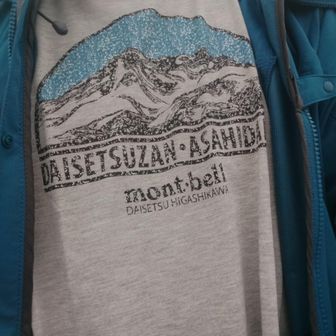 DAISETSUZAN·ASAHIDA
mont·bell
DAISETSU HIGASHIKAWA